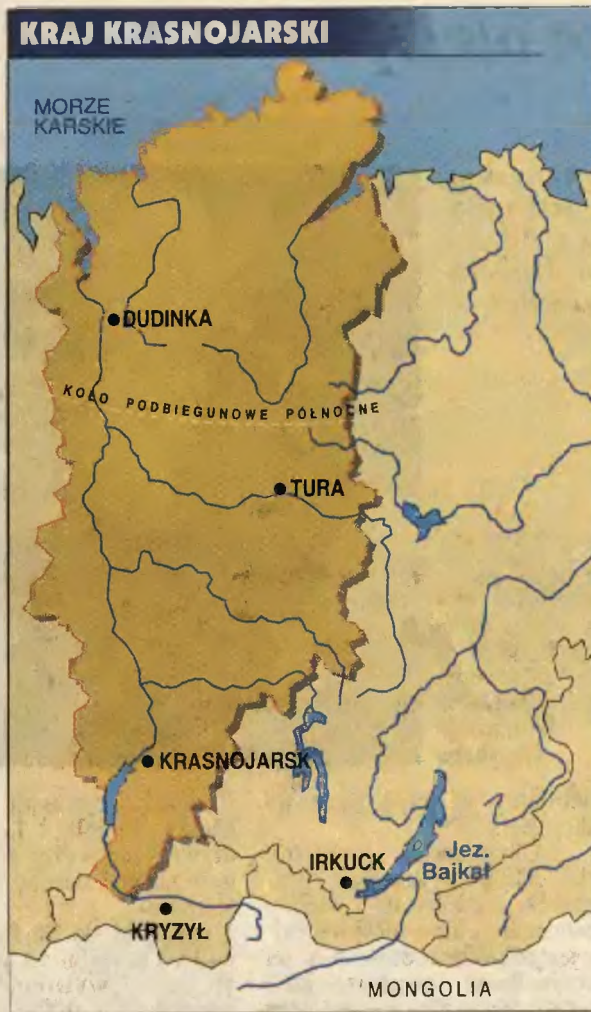 KRAJ KRASNOJARSKI
MORZE
KARSKIE
DUDINKA
KOŁO PODBIEGUNOWE PÓŁNOCNE
TURA
KRASNOJARSK
IRKUCK
Jez.
Bajkał
KRYZYŁ
MONGOLIA